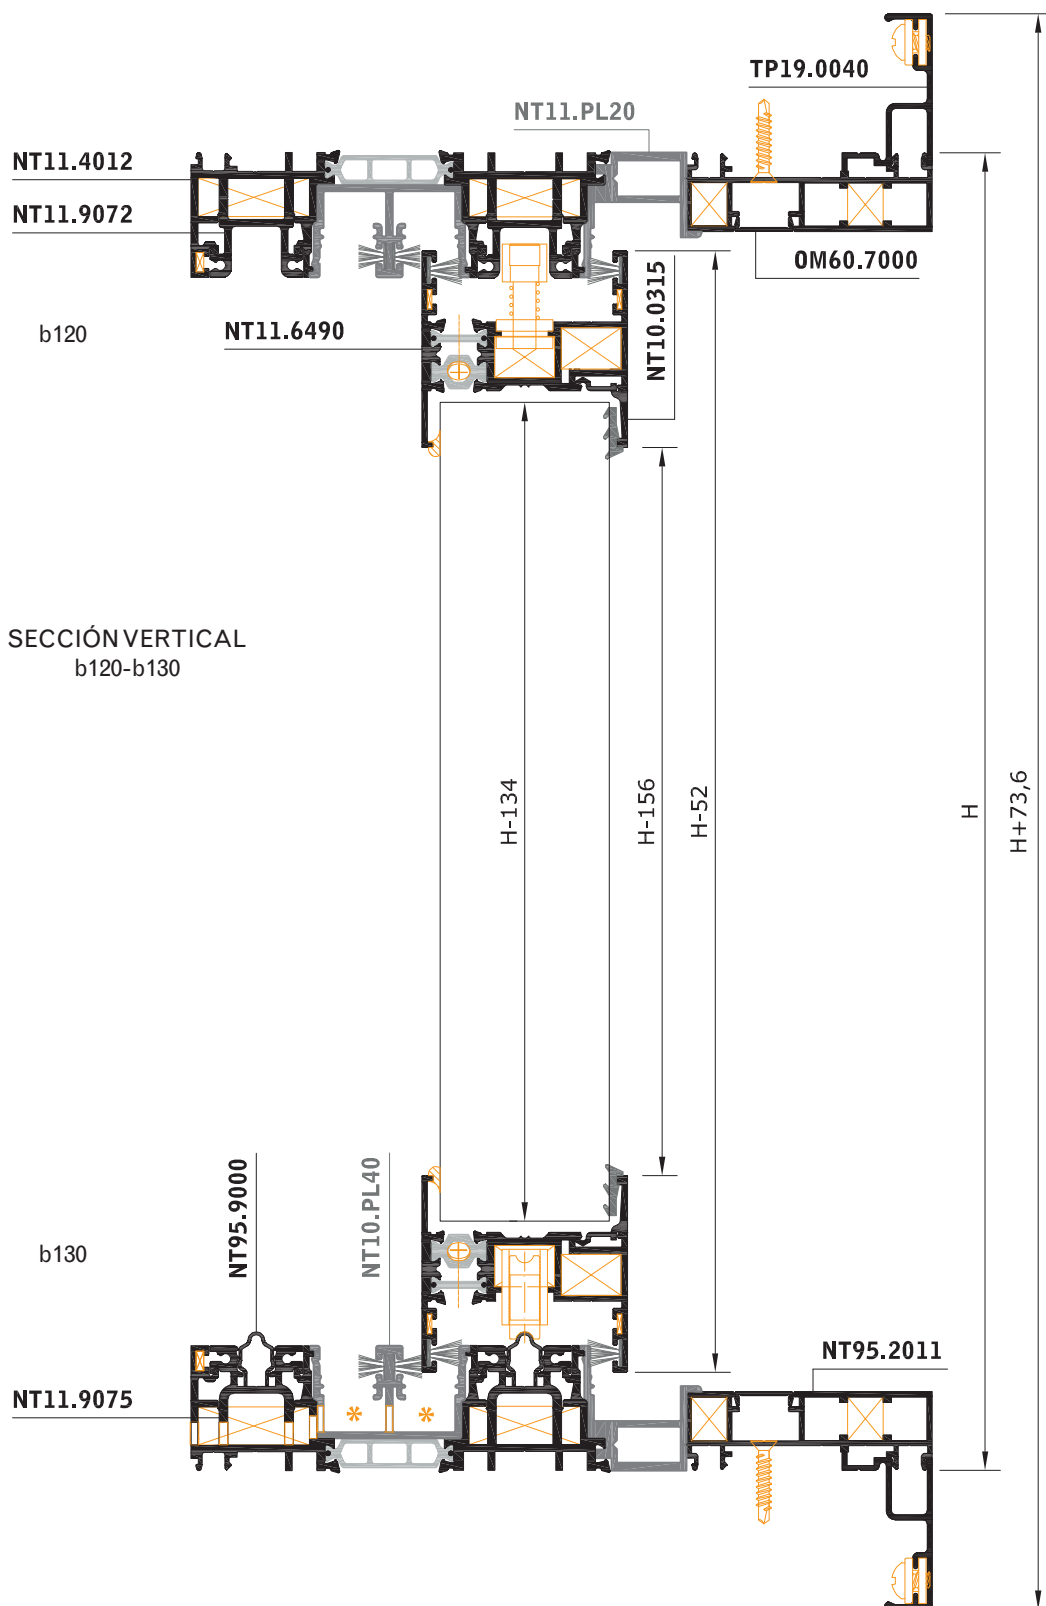 TP19.0040
NT11.PL20
NT11.4012
NT11.9072
0M60.7000
NT10.0315
b120
NT11.6490
SECCIÓN VERTICAL
b120-b130
H-134
H-156
H-52
H
H+73,6
NT95.9000
NT10.PL40
b130
NT95.2011
NT11.9075
* *